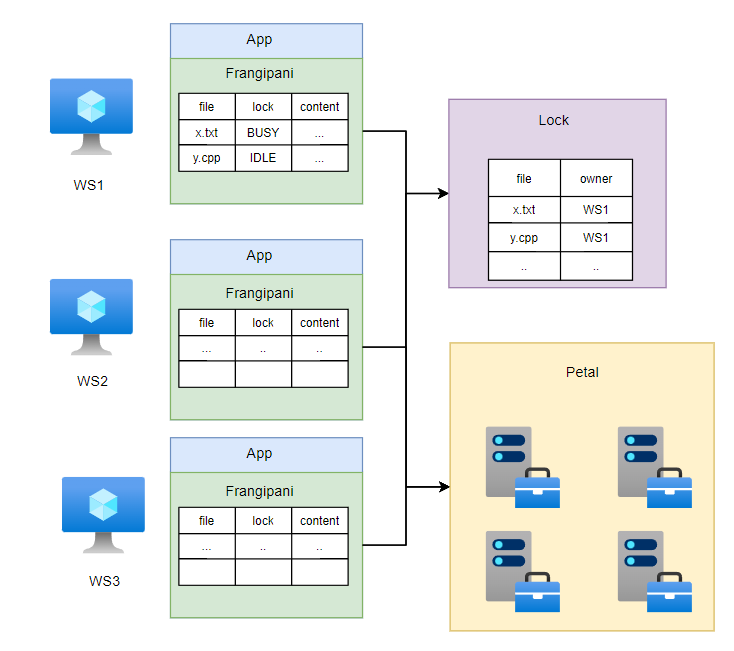 App
Frangipani
file lock content
x.txt BUSY ...
y.cpp IDLE ...
WS1
App
Frangipani
file lock content
... .. ..
WS2
App
Frangipani
file lock content
... .. ..
WS3
Lock
file owner
x.txt WS1
y.cpp WS1
.. ..
Petal